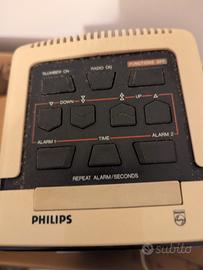 SLUMBER ON RADIO ON FUNCTIONS OFF
DOWN UP
ALARM 1 TIME ALARM 2
REPEAT ALARM/SECONDS
PHILIPS
subito